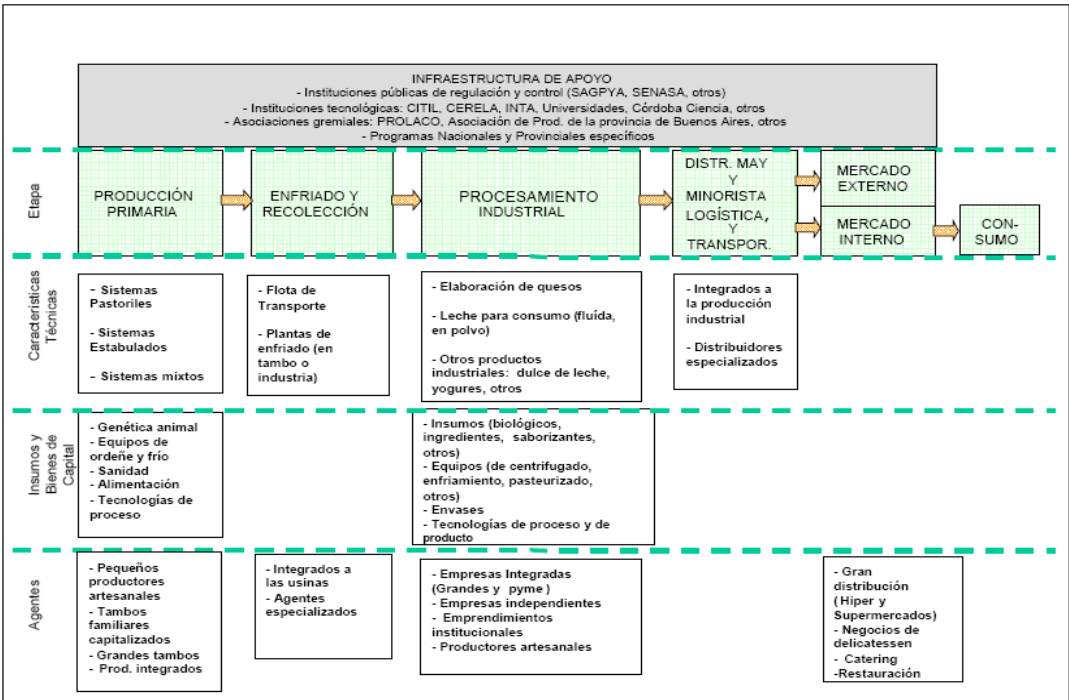 INFRAESTRUCTURA DE APOYO
- Instituciones públicas de regulación y control (SAGPYA, SENASA, otros)
- Instituciones tecnológicas: CITIL, CERELA, INTA, Universidades, Córdoba Ciencia, otros
- Asociaciones gremiales: PROLACO, Asociación de Prod. de la provincia de Buenos Aires, otros
- Programas Nacionales y Provinciales específicos
Etapa
PRODUCCIÓN
PRIMARIA
ENFRIADO Y
RECOLECCIÓN
PROCESAMIENTO
INDUSTRIAL
DISTR. MAY
Y
MINORISTA
LOGÍSTICA,
Y
TRANSPOR.
MERCADO
EXTERNO
MERCADO
INTERNO
CON-
SUMO
Características
Técnicas
- Sistemas
Pastoriles
- Sistemas
Estabulados
- Sistemas mixtos
- Flota de
Transporte
- Plantas de
enfriado (en
tambo o
industria)
- Elaboración de quesos
- Leche para consumo (fluída,
en polvo)
- Otros productos
industriales: dulce de leche,
yogures, otros
- Integrados a
la producción
industrial
- Distribuidores
especializados
Insumos y
Bienes de
Capital
- Genética animal
- Equipos de
ordeñe y frío
- Sanidad
- Alimentación
- Tecnologías de
proceso
- Insumos (biológicos,
ingredientes, saborizantes,
otros)
- Equipos (de centrifugado,
enfriamiento, pasteurizado,
otros)
- Envases
- Tecnologías de proceso y de
producto
Agentes
- Pequeños
productores
artesanales
- Tambos
familiares
capitalizados
- Grandes tambos
- Prod. integrados
- Integrados a
las usinas
- Agentes
especializados
- Empresas Integradas
(Grandes y pyme )
- Empresas independientes
- Emprendimientos
institucionales
- Productores artesanales
- Gran
distribución
(Hiper y
Supermercados)
- Negocios de
delicatessen
- Catering
-Restauración